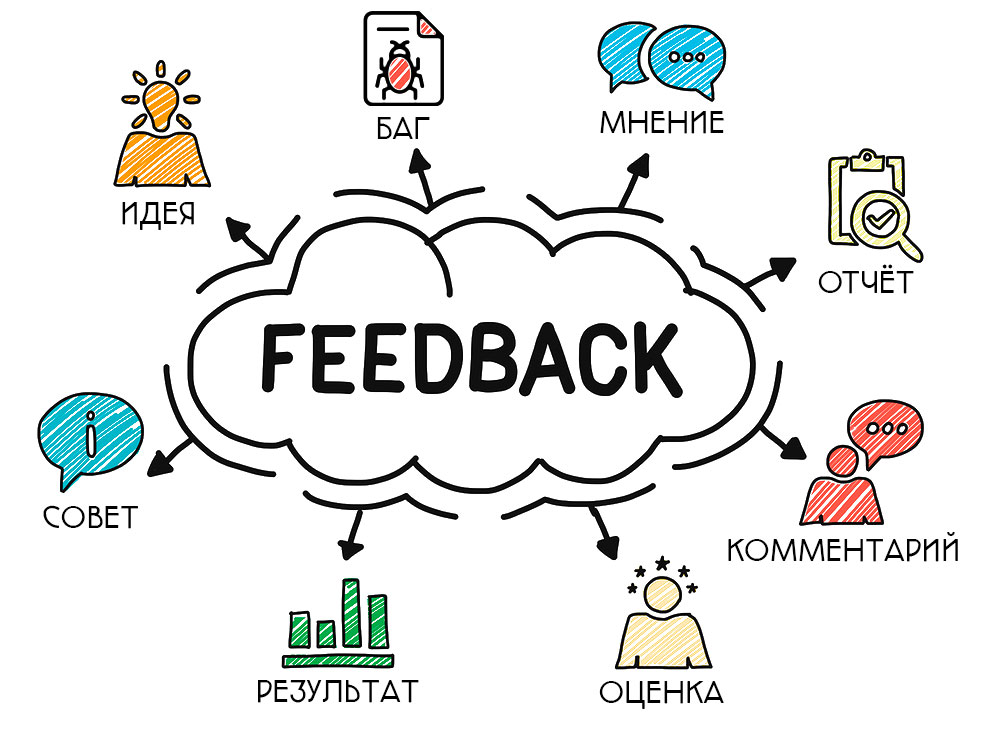 БАГ
МНЕНИЕ
ИДЕЯ
ОТЧЁТ
FEEDBACK
СОВЕТ
КОММЕНТАРИЙ
РЕЗУЛЬТАТ
ОЦЕНКА